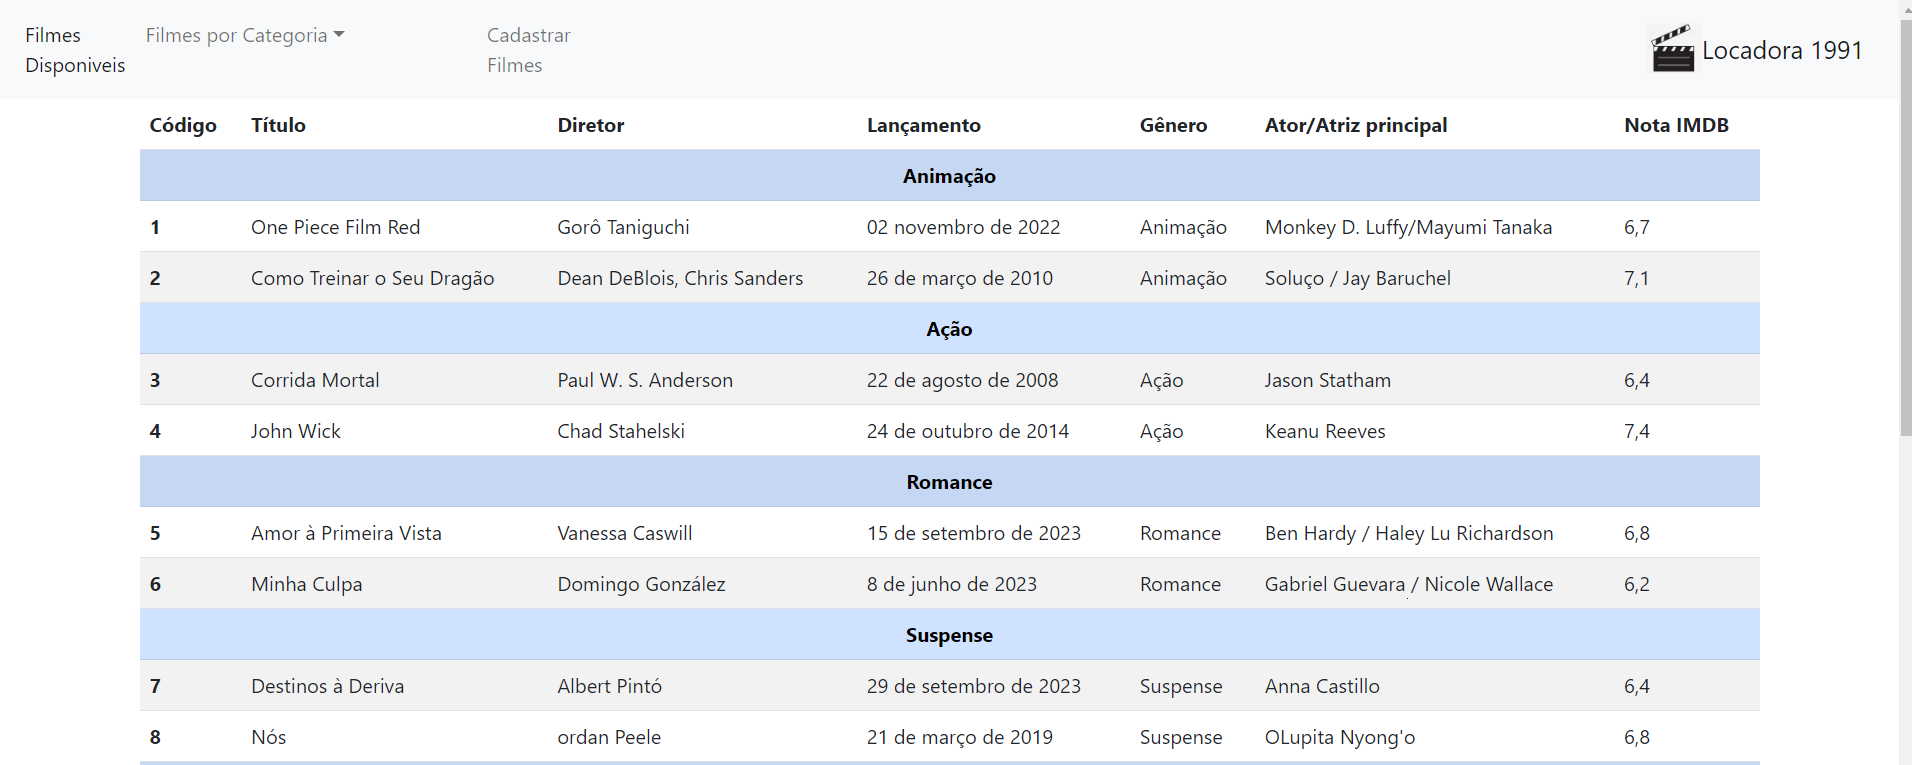 Filmes Disponiveis
Filmes por Categoria
Cadastrar Filmes
Locadora 1991
Código Título Diretor Lançamento Gênero Ator/Atriz principal Nota IMDB
Animação
1 One Piece Film Red Gorô Taniguchi 02 novembro de 2022 Animação Monkey D. Luffy/Mayumi Tanaka 6,7
2 Como Treinar o Seu Dragão Dean DeBlois, Chris Sanders 26 de março de 2010 Animação Soluço / Jay Baruchel 7,1
Ação
3 Corrida Mortal Paul W. S. Anderson 22 de agosto de 2008 Ação Jason Statham 6,4
4 John Wick Chad Stahelski 24 de outubro de 2014 Ação Keanu Reeves 7,4
Romance
5 Amor à Primeira Vista Vanessa Caswill 15 de setembro de 2023 Romance Ben Hardy / Haley Lu Richardson 6,8
6 Minha Culpa Domingo González 8 de junho de 2023 Romance Gabriel Guevara / Nicole Wallace 6,2
Suspense
7 Destinos à Deriva Albert Pintó 29 de setembro de 2023 Suspense Anna Castillo 6,4
8 Nós ordan Peele 21 de março de 2019 Suspense OLupita Nyong'o 6,8